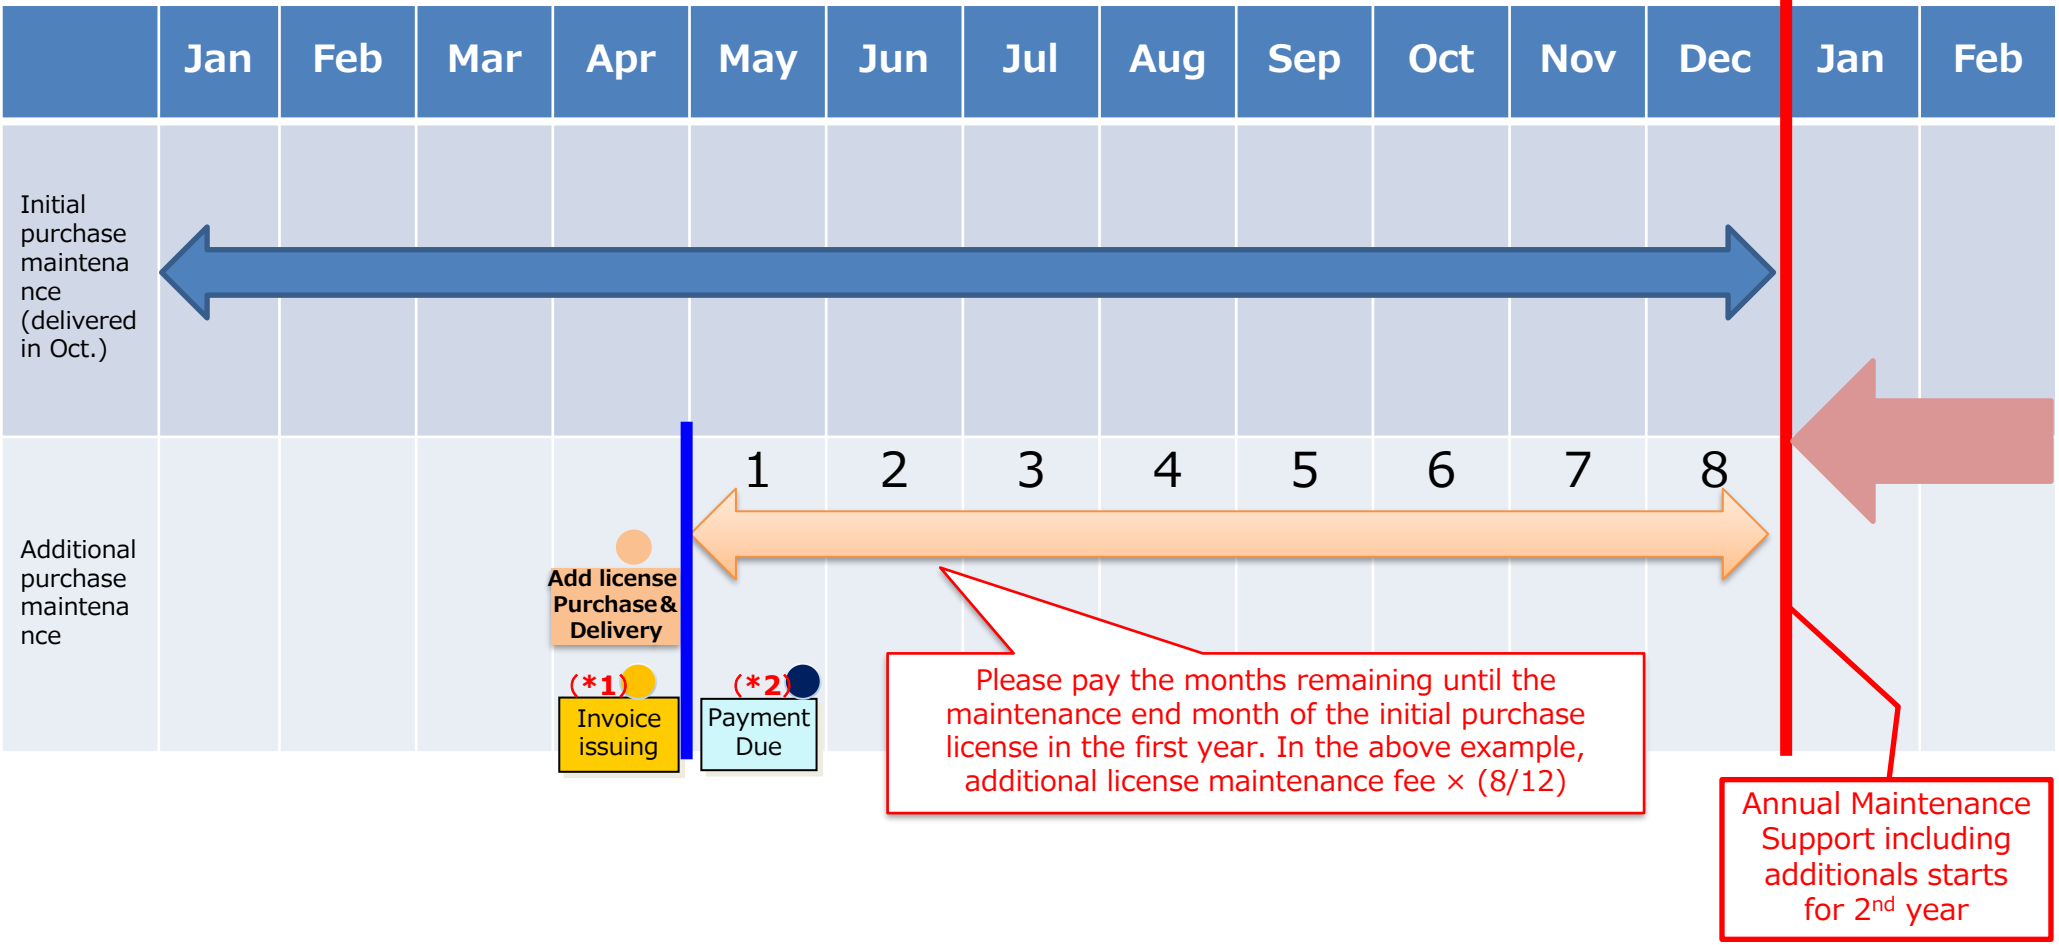 Jan Feb Mar Apr May Jun Jul Aug Sep Oct Nov Dec Jan Feb
Initial
purchase
maintena
nce
(delivered
in Oct.)
1 2 3 4 5 6 7 8
Additional
purchase
maintena
nce
Add license
Purchase&
Delivery
(*1)
Invoice
issuing
(*2)
Payment
Due
Please pay the months remaining until the
maintenance end month of the initial purchase
license in the first year. In the above example,
additional license maintenance fee × (8/12)
Annual Maintenance
Support including
additionals starts
for 2nd year